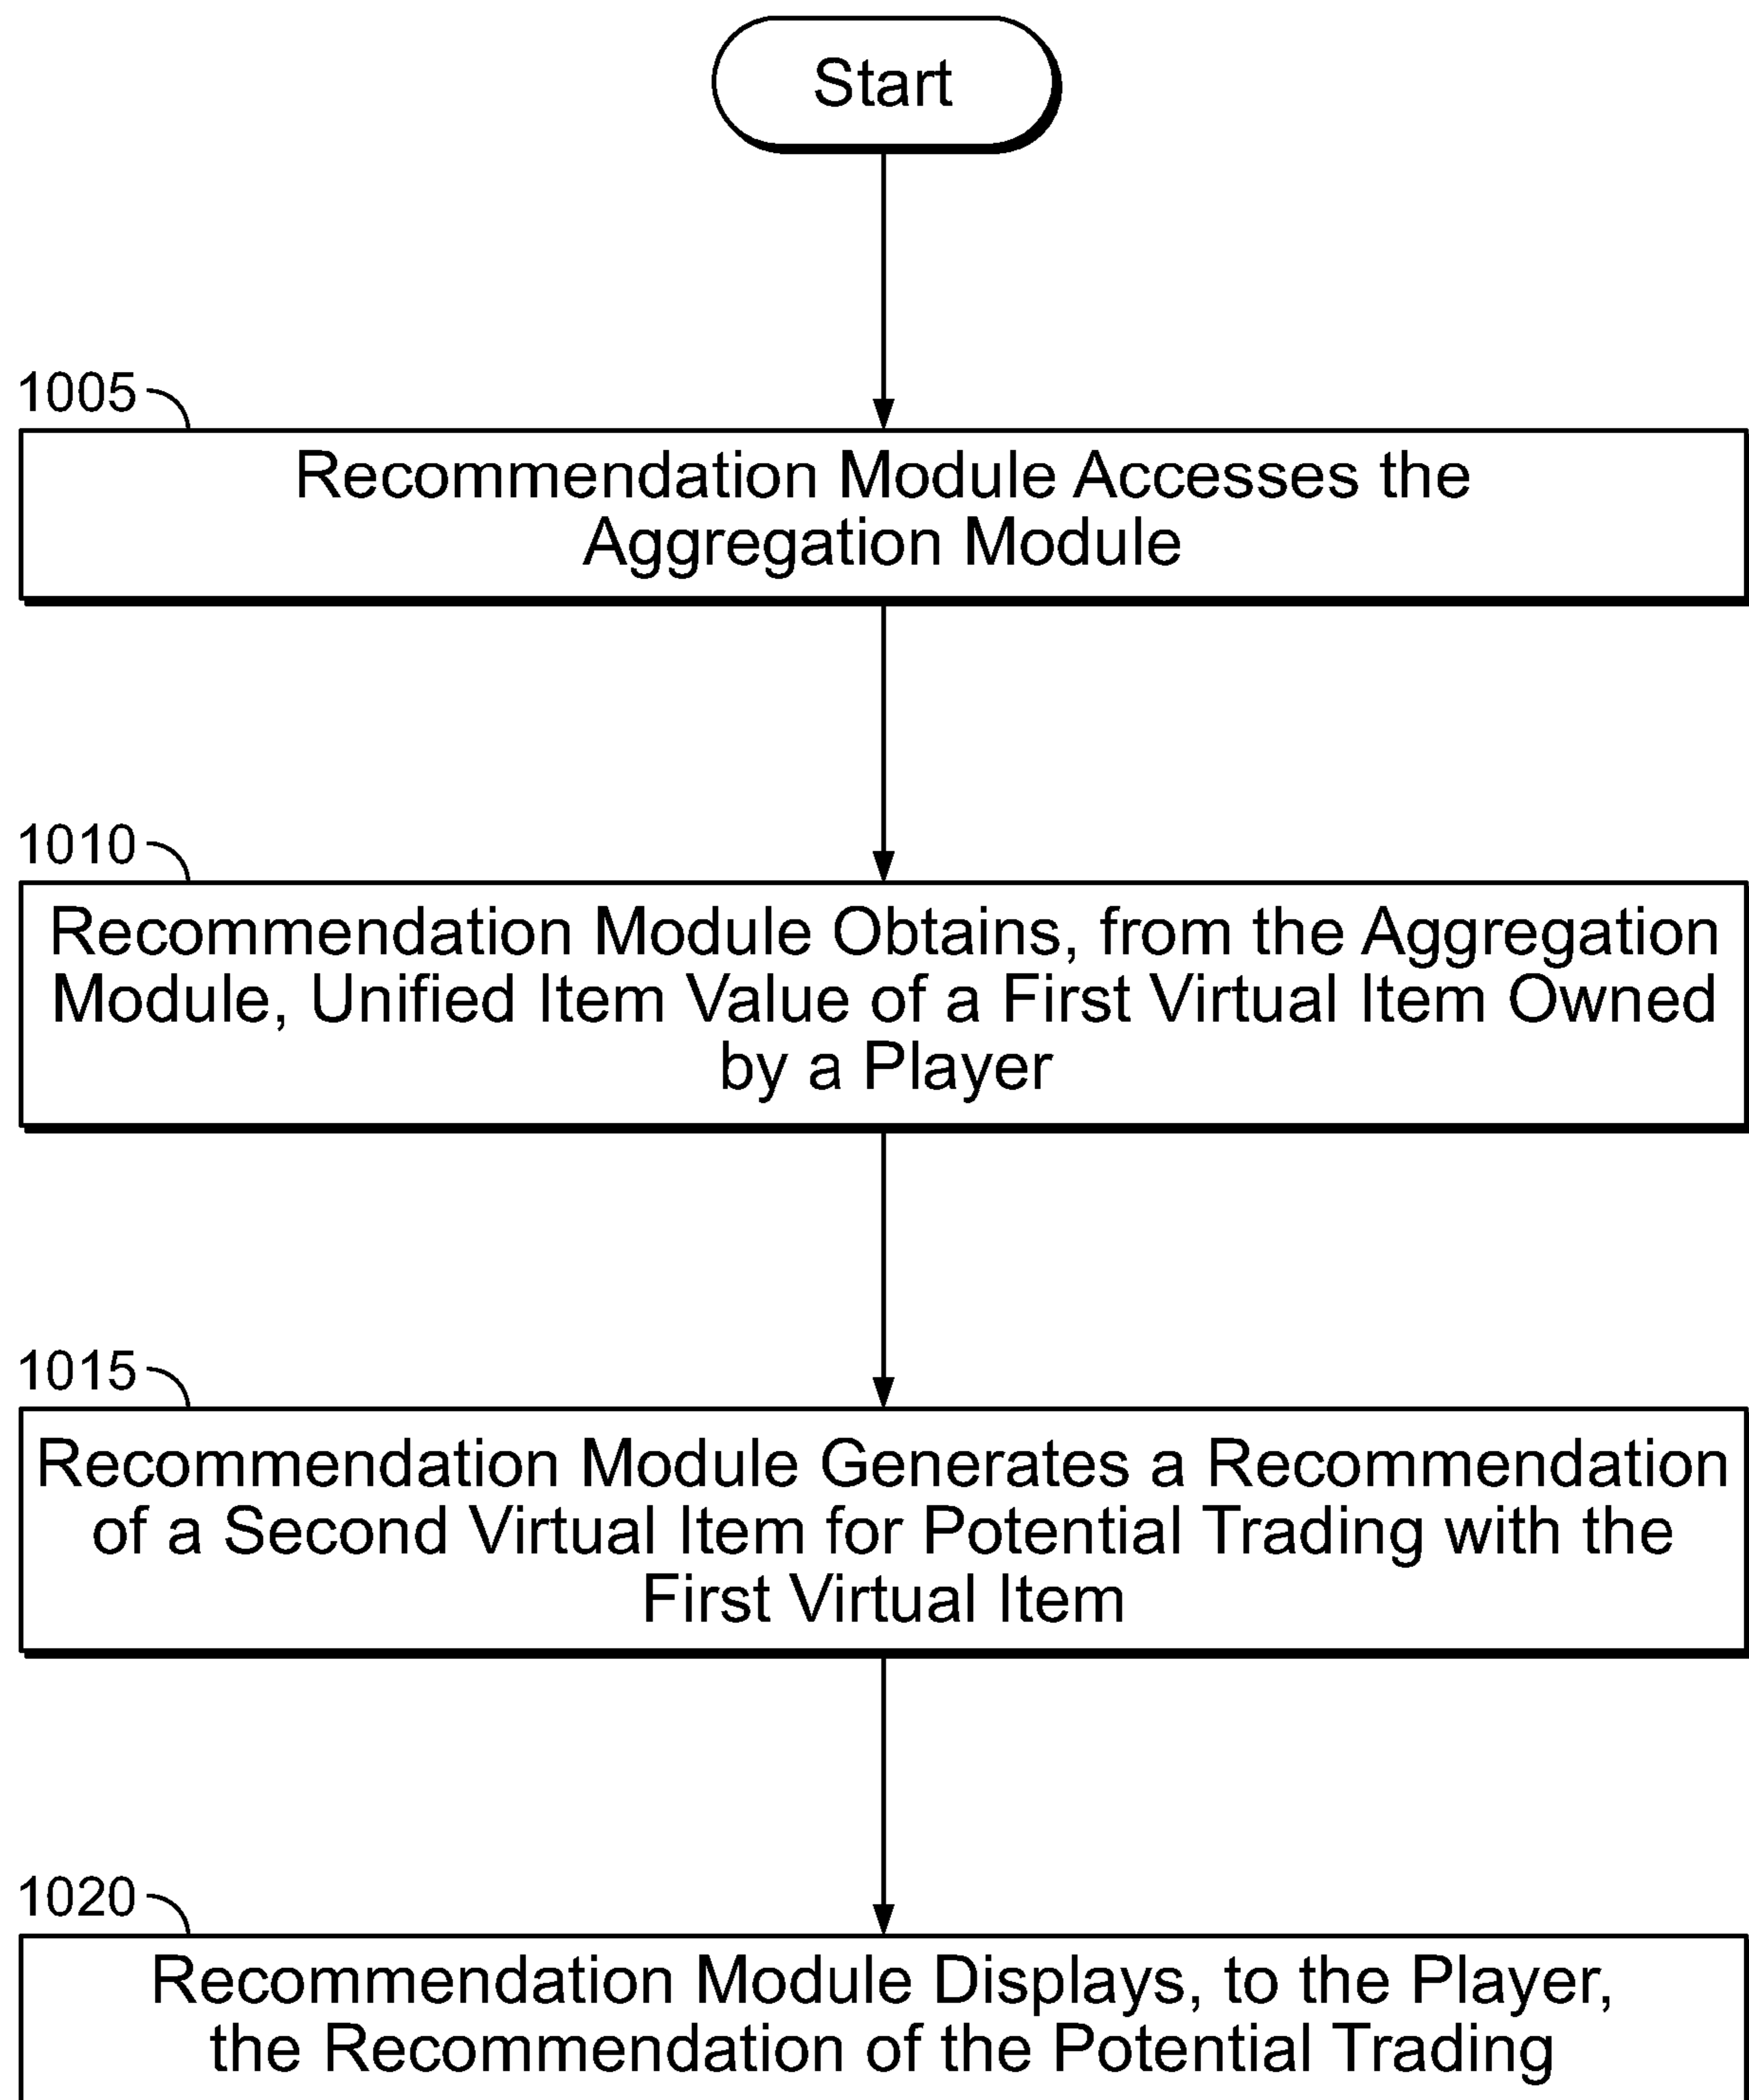 Start
1005
Recommendation Module Accesses the
Aggregation Module
1010
Recommendation Module Obtains, from the Aggregation
Module, Unified Item Value of a First Virtual Item Owned
by a Player
1015
Recommendation Module Generates a Recommendation
of a Second Virtual Item for Potential Trading with the
First Virtual Item
1020
Recommendation Module Displays, to the Player,
the Recommendation of the Potential Trading